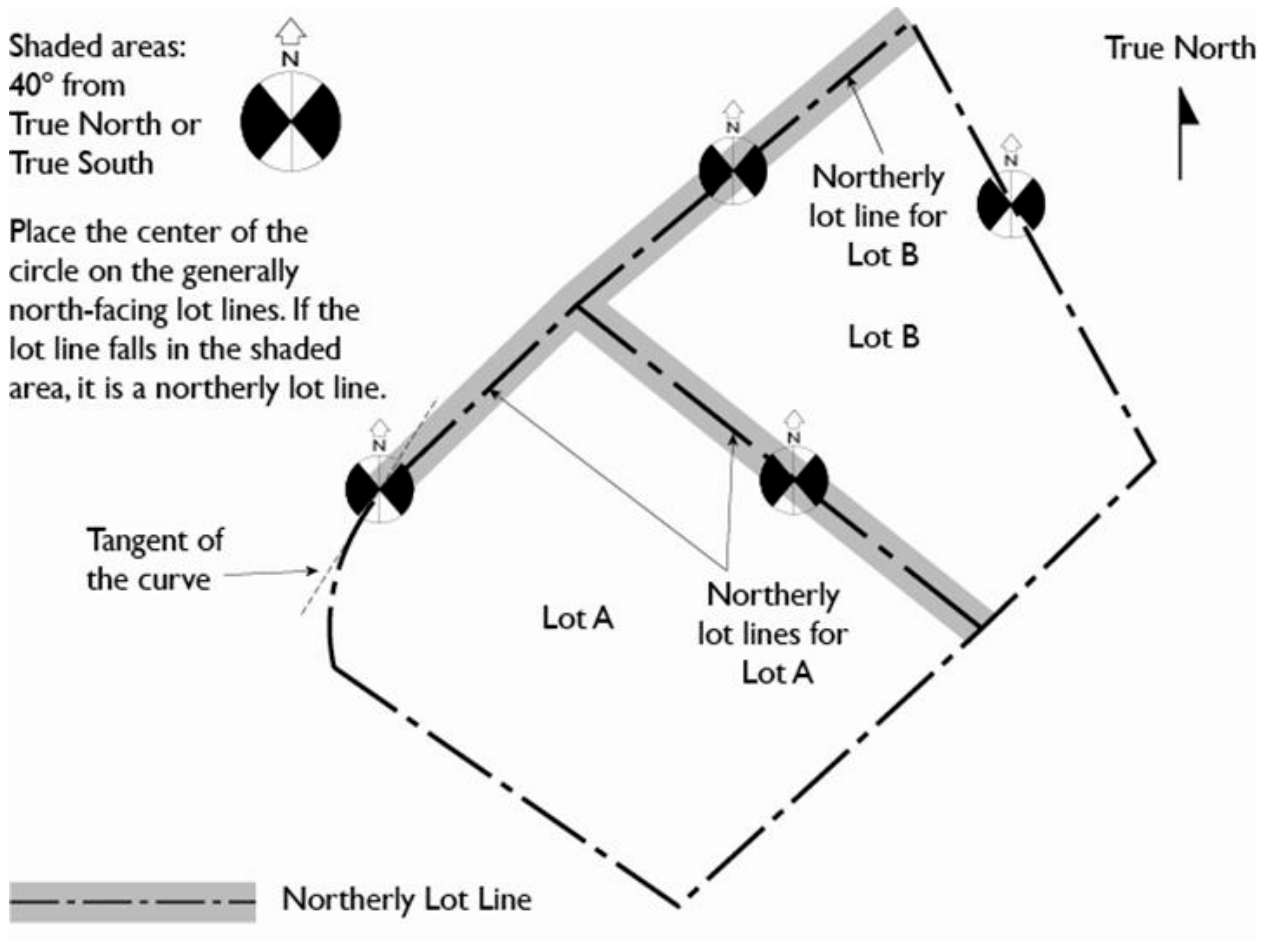 Shaded areas:
40° from
True North or
True South
N
Place the center of the
circle on the generally
north-facing lot lines. If the
lot line falls in the shaded
area, it is a northerly lot line.
True North
N
N
Northerly
lot line for
Lot B
Lot B
N
N
Tangent of
the curve
Lot A
Northerly
lot lines for
Lot A
Northerly Lot Line